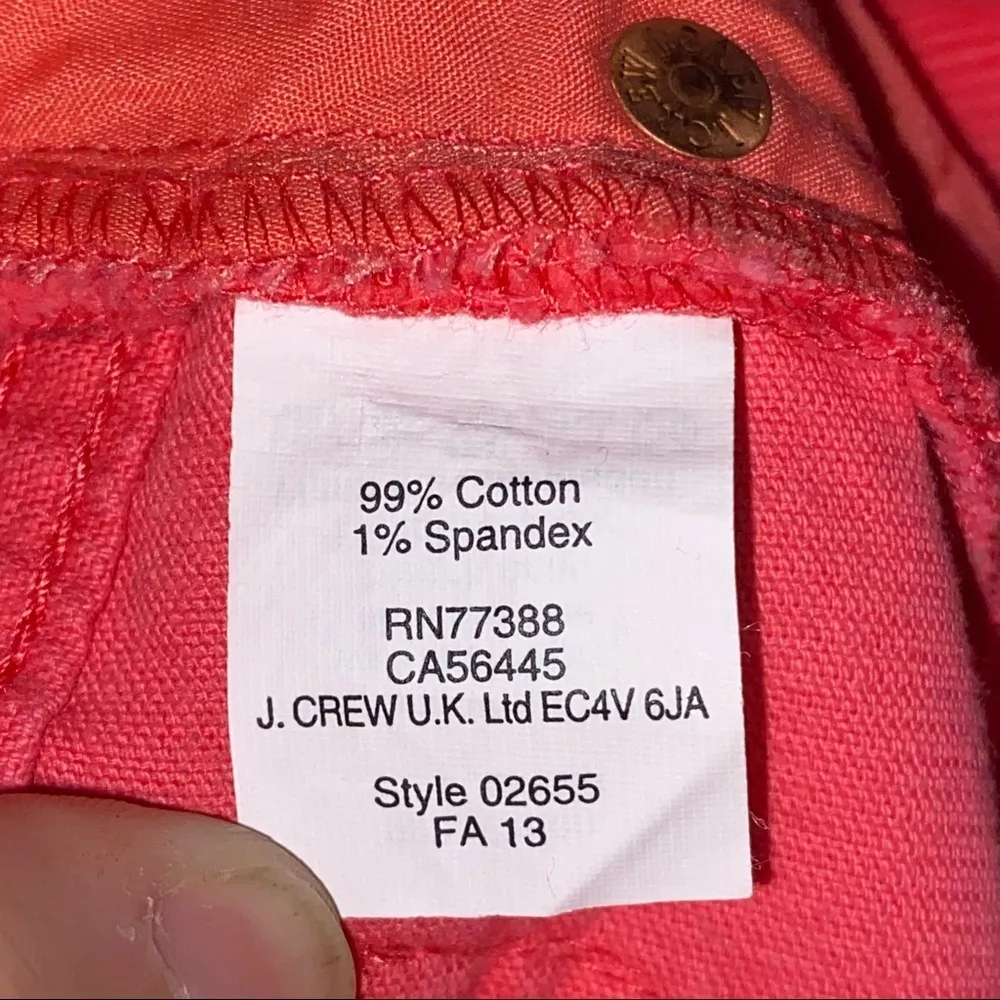 99% Cotton
1% Spandex
RN77388
CA56445
J. CREW U.K. Ltd EC4V 6JA
Style 02655
FA 13